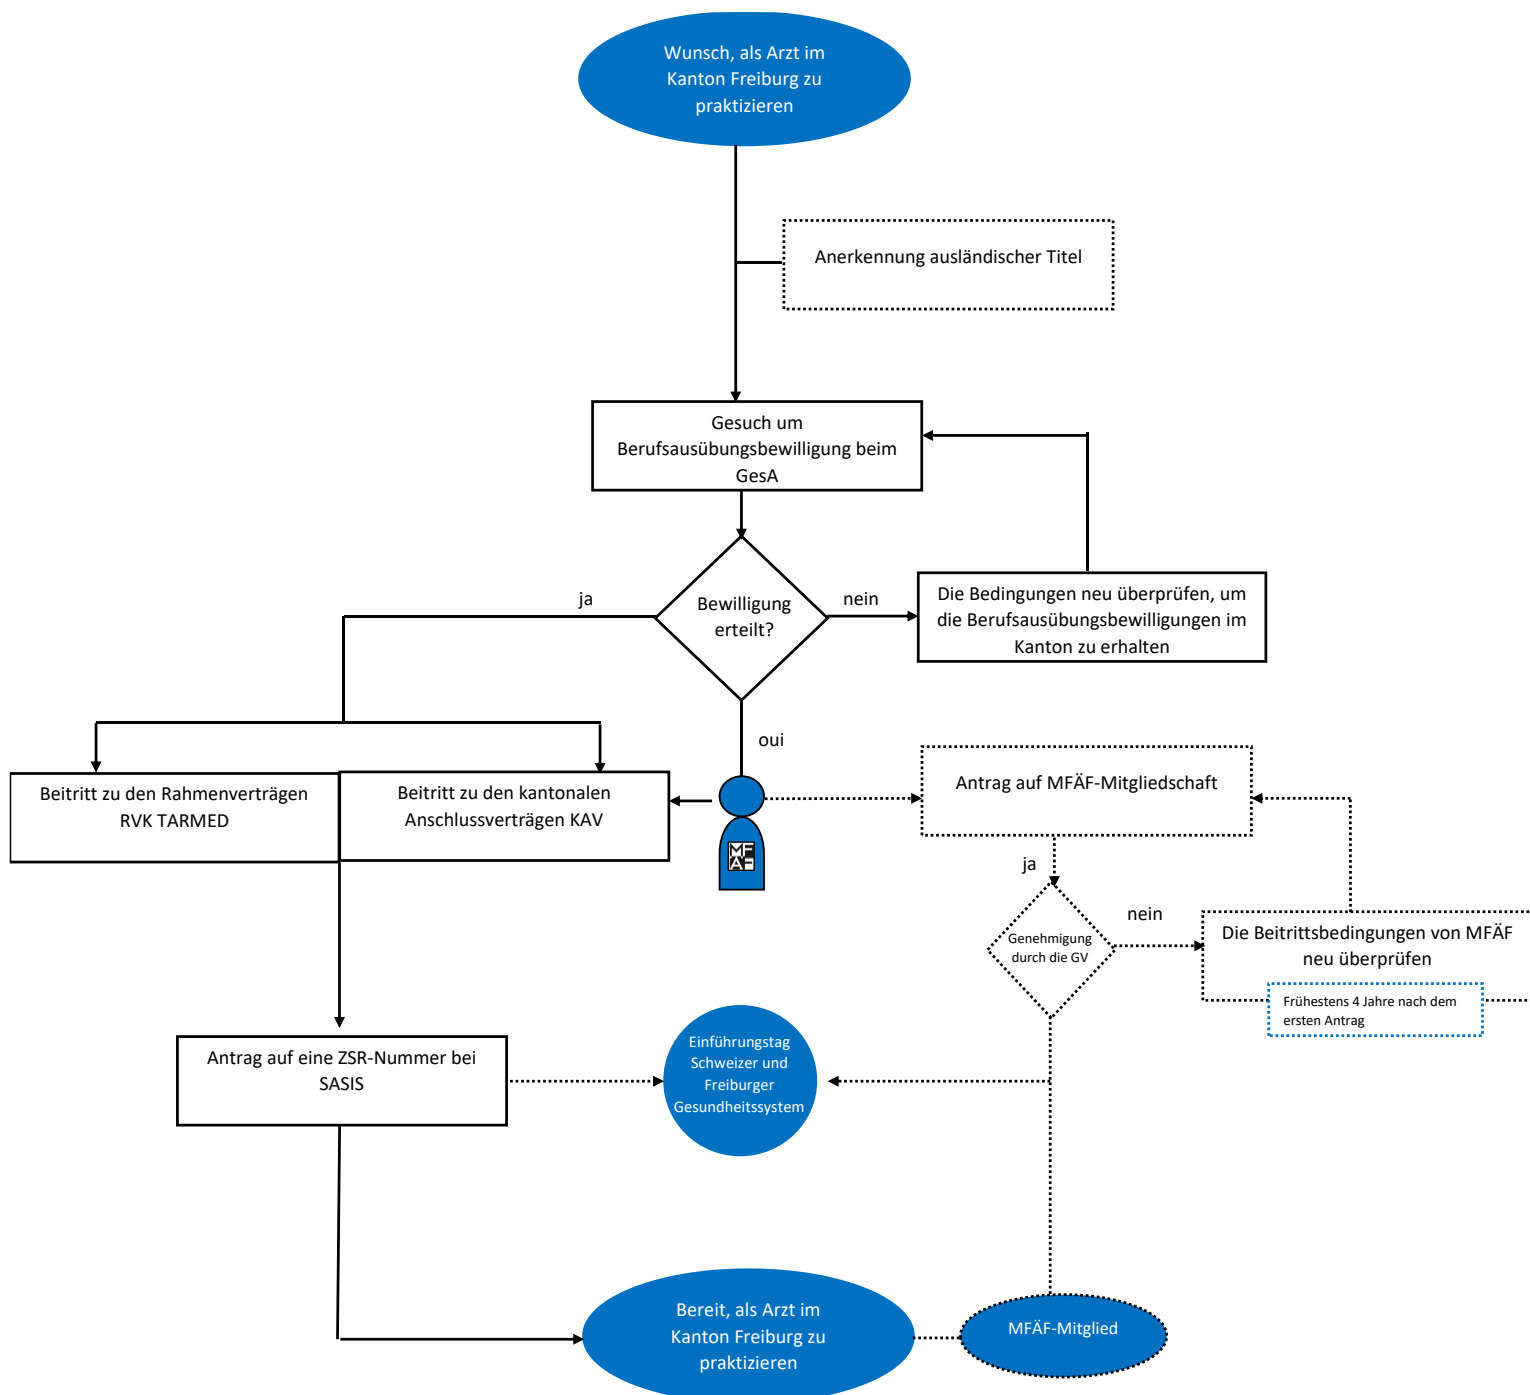 Wunsch, als Arzt im
Kanton Freiburg zu
praktizieren
Anerkennung ausländischer Titel
Gesuch um
Berufsausübungsbewilligung beim
GesA
Bewilligung
erteilt?
ja
nein
Die Bedingungen neu überprüfen, um
die Berufsausübungsbewilligungen im
Kanton zu erhalten
oui
Beitritt zu den Rahmenverträgen
RVK TARMED
Beitritt zu den kantonalen
Anschlussverträgen KAV
MF
ÄF
Antrag auf MFÄF-Mitgliedschaft
ja
nein
Genehmigung
durch die GV
Die Beitrittsbedingungen von MFÄF
neu überprüfen
Frühestens 4 Jahre nach dem
ersten Antrag
Antrag auf eine ZSR-Nummer bei
SASIS
Einführungstag
Schweizer und
Freiburger
Gesundheitssystem
Bereit, als Arzt im
Kanton Freiburg zu
praktizieren
MFÄF-Mitglied